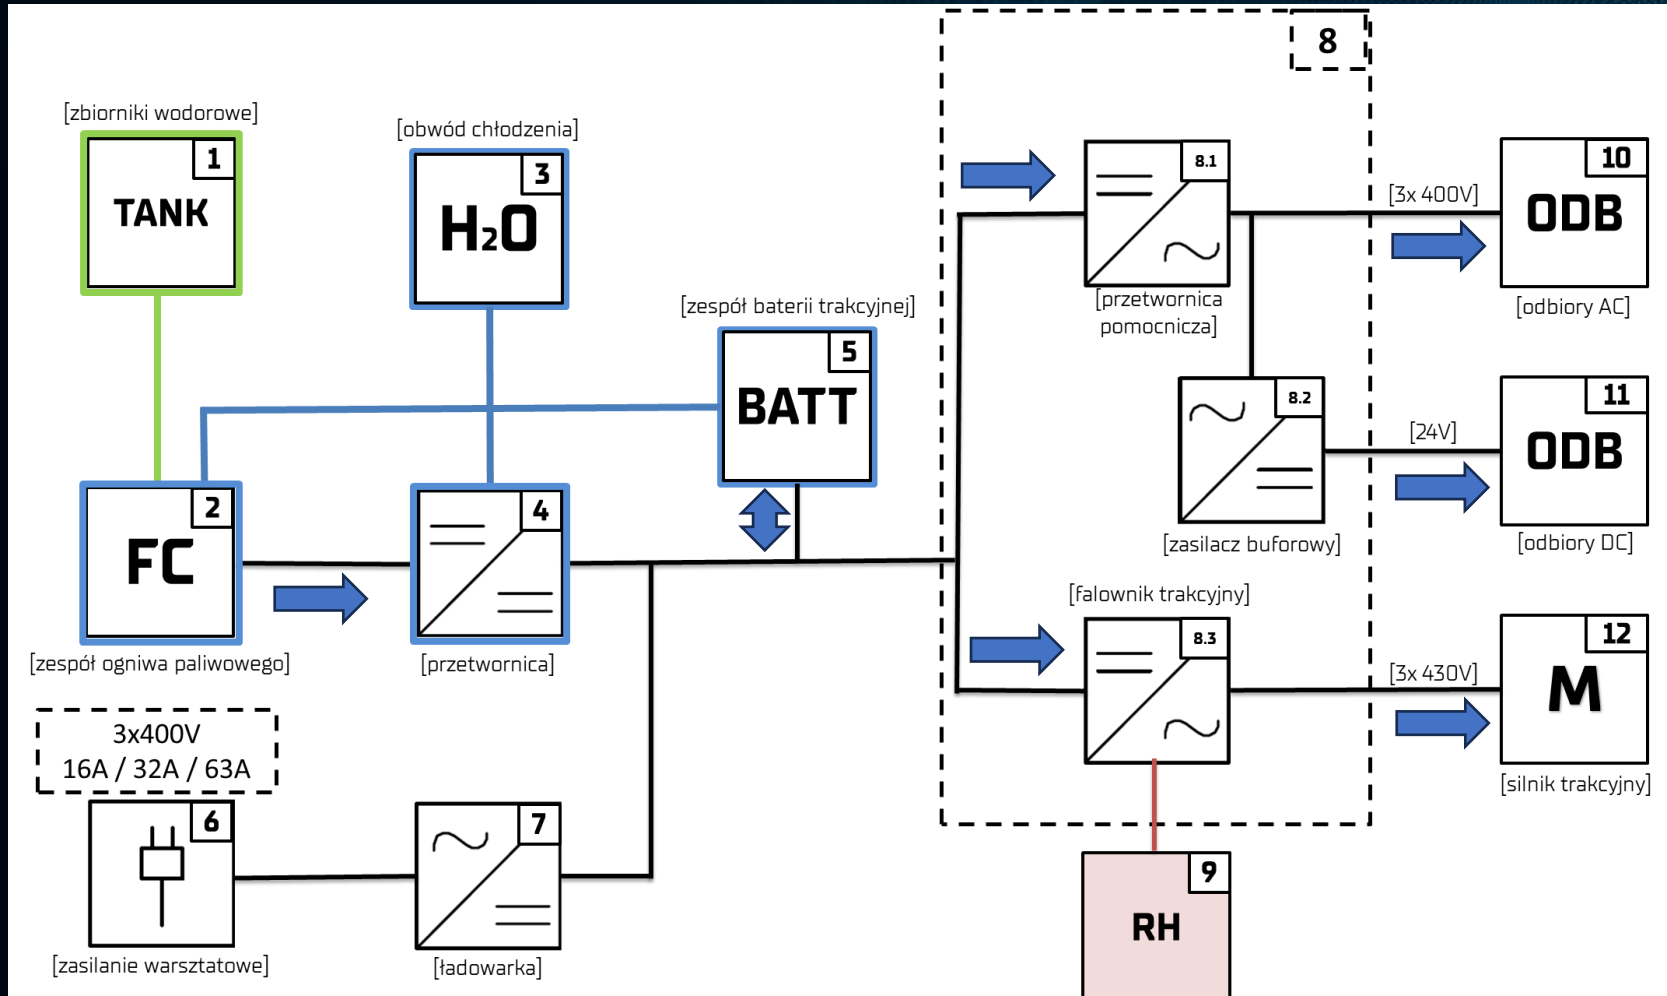 8
[zbiorniki wodorowe]
1
TANK
[obwód chłodzenia]
3
H₂O
8.1
[przetwornica
pomocnicza]
[3x 400V]
10
ODB
[odbiory AC]
[zespół baterii trakcyjnej]
5
BATT
8.2
[zasilacz buforowy]
[24V]
11
ODB
[odbiory DC]
2
FC
[zespół ogniwa paliwowego]
4
[przetwornica]
[falownik trakcyjny]
8.3
[3x 430V]
12
M
[silnik trakcyjny]
3x400V
16A / 32A / 63A
6
[zasilanie warsztatowe]
7
[ładowarka]
9
RH